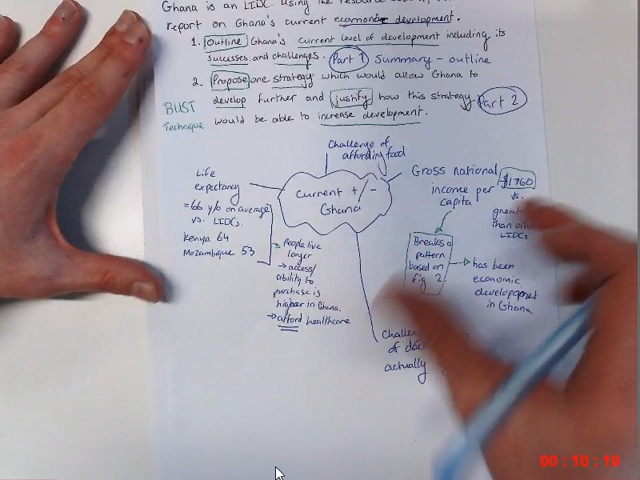 Ghana is an LIDC. Using the resource
report on Ghana's current economic development.
1. Outline Ghana's current level of development including its
successes and challenges. Part 1 Summary - outline
2. Propose one strategy which would allow Ghana to
develop further and justify how this strategy Part 2
would be able to increase development.
BUST
Technique
Challenge of
affording food
Life
expectancy
= 66 y/o on average
vs. LIDCs.
Kenya 64
Mozambique 53
Current + / -
Ghana
Gross national
income per
capita
$1760
vs.
great
than other
LIDCs
People live
longer
→ access/
ability to
purchase is
higher in Ghana.
→ afford healthcare
Breaks a
pattern
based on
fig 2.
has been
economic
development
in Ghana
Challe
of
actually
00:10:19